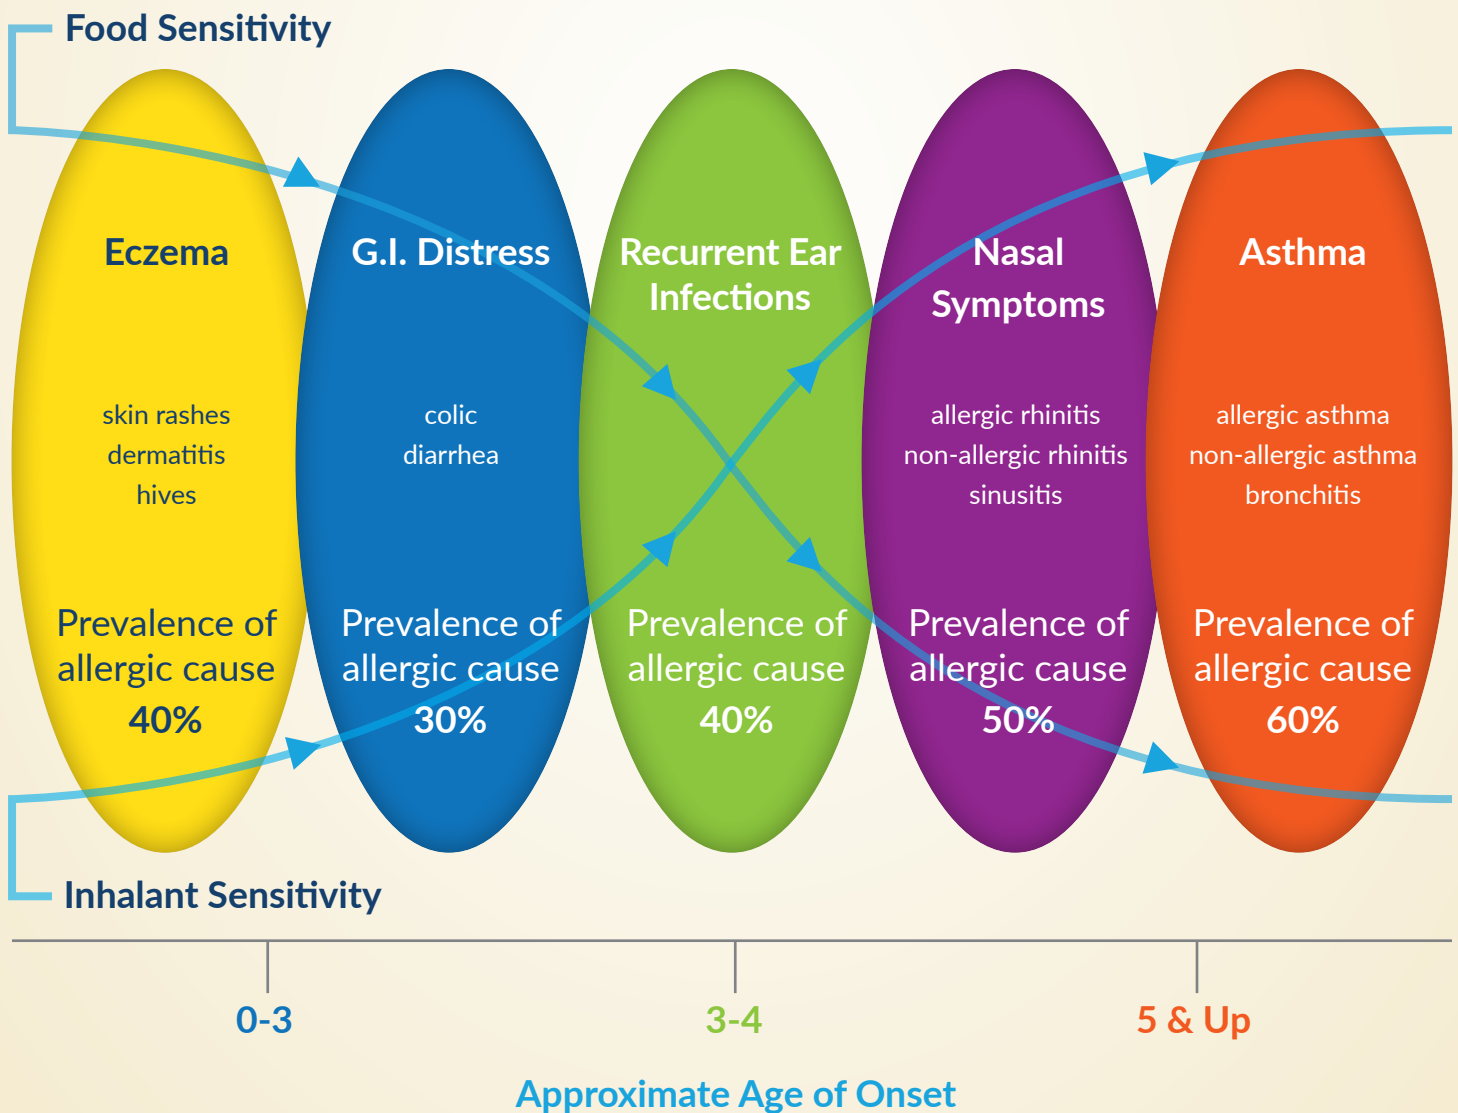 Food Sensitivity
Eczema
skin rashes
dermatitis
hives
Prevalence of
allergic cause
40%
G.I. Distress
colic
diarrhea
Prevalence of
allergic cause
30%
Recurrent Ear
Infections
Prevalence of
allergic cause
40%
Nasal
Symptoms
allergic rhinitis
non-allergic rhinitis
sinusitis
Prevalence of
allergic cause
50%
Asthma
allergic asthma
non-allergic asthma
bronchitis
Prevalence of
allergic cause
60%
Inhalant Sensitivity
0-3
3-4
5 & Up
Approximate Age of Onset